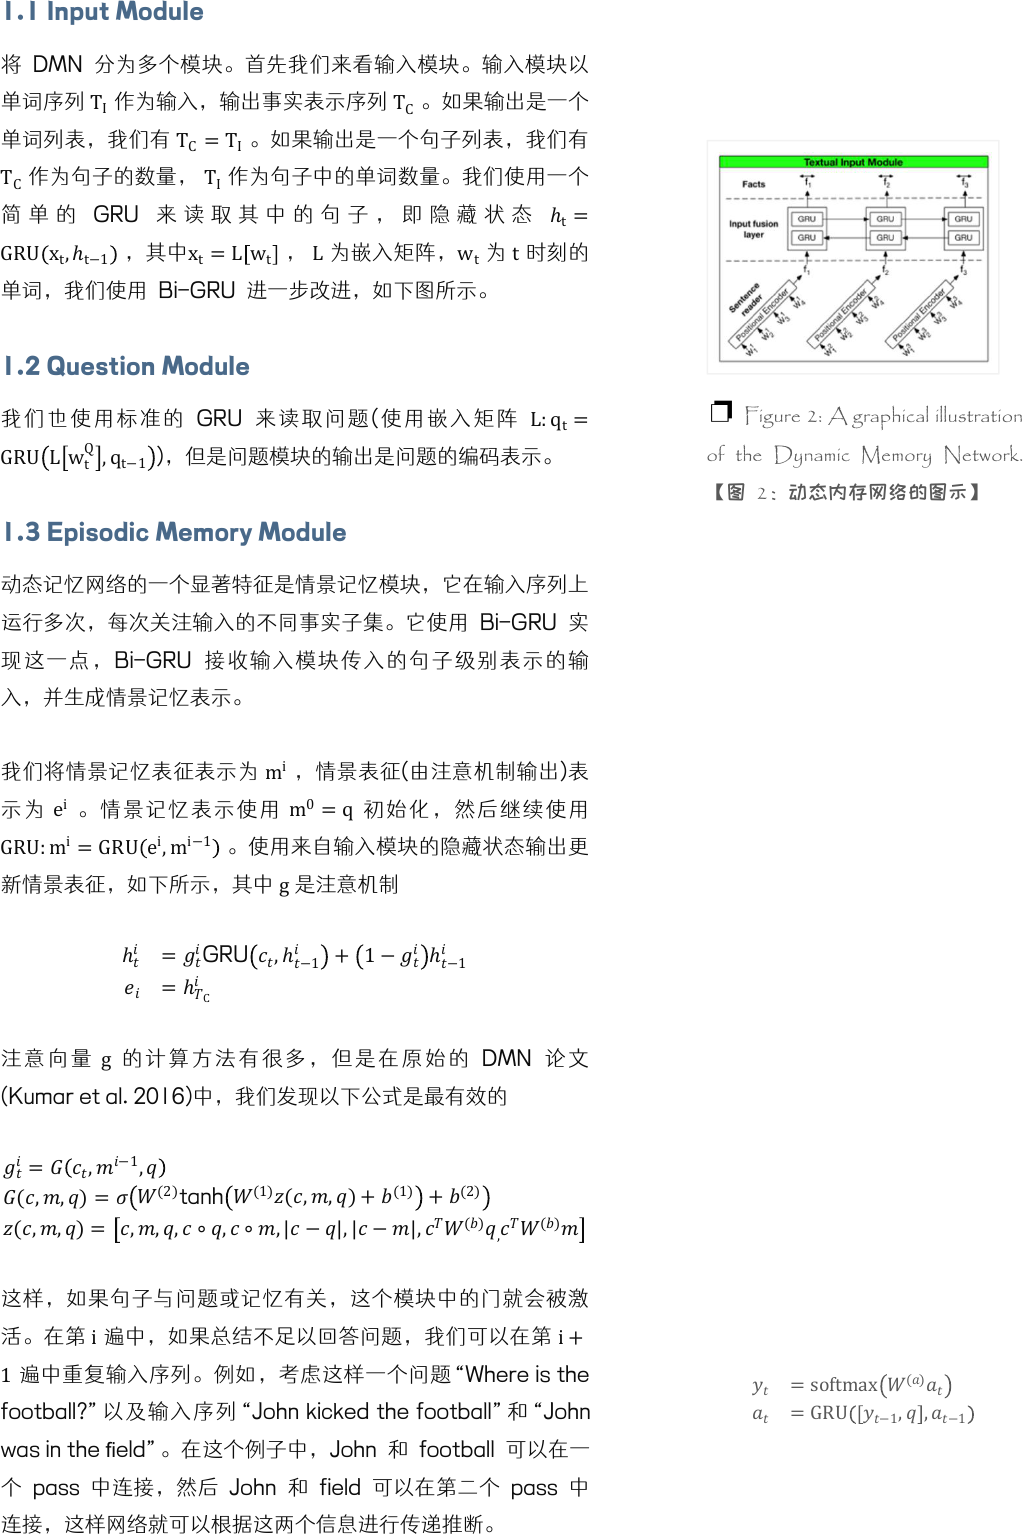 1.1 Input Module
将 DMN 分为多个模块。首先我们来看输入模块。输入模块以
单词序列 T_I 作为输入，输出事实表示序列 T_C 。如果输出是一个
单词列表，我们有 T_C = T_I 。如果输出是一个句子列表，我们有
T_C 作为句子的数量， T_I 作为句子中的单词数量。我们使用一个
简单的 GRU 来读取其中的句子，即隐藏状态 h_t =
GRU(x_t, h_{t−1}) ，其中x_t = L[w_t] ， L 为嵌入矩阵，w_t 为 t 时刻的
单词，我们使用 Bi-GRU 进一步改进，如下图所示。
1.2 Question Module
我们也使用标准的 GRU 来读取问题(使用嵌入矩阵 L: q_t =
GRU(L[w_t^Q], q_{t−1}))，但是问题模块的输出是问题的编码表示。
1.3 Episodic Memory Module
动态记忆网络的一个显著特征是情景记忆模块，它在输入序列上
运行多次，每次关注输入的不同事实子集。它使用 Bi-GRU 实
现这一点，Bi-GRU 接收输入模块传入的句子级别表示的输
入，并生成情景记忆表示。
我们将情景记忆表征表示为 m^i ，情景表征(由注意机制输出)表
示为 e^i 。情景记忆表示使用 m^0 = q 初始化，然后继续使用
GRU: m^i = GRU(e^i, m^{i−1}) 。使用来自输入模块的隐藏状态输出更
新情景表征，如下所示，其中 g 是注意机制
h_t^i = g_t^i GRU(c_t, h_{t−1}^i) + (1 − g_t^i)h_{t−1}^i
e_i = h_{T_C}^i
注意向量 g 的计算方法有很多，但是在原始的 DMN 论文
(Kumar et al. 2016)中，我们发现以下公式是最有效的
g_t^i = G(c_t, m^{i−1}, q)
G(c, m, q) = σ(W^(2)tanh(W^(1)z(c, m, q) + b^(1)) + b^(2))
z(c, m, q) = [c, m, q, c ∘ q, c ∘ m, |c − q|, |c − m|, c^T W^(b)q, c^T W^(b)m]
这样，如果句子与问题或记忆有关，这个模块中的门就会被激
活。在第 i 遍中，如果总结不足以回答问题，我们可以在第 i +
1 遍中重复输入序列。例如，考虑这样一个问题 “Where is the
football?” 以及输入序列 “John kicked the football” 和 “John
was in the field” 。在这个例子中，John 和 football 可以在一
个 pass 中连接，然后 John 和 field 可以在第二个 pass 中
连接，这样网络就可以根据这两个信息进行传递推断。
Textual Input Module
Facts f_1 f_2 f_3
Input fusion
layer
GRU GRU GRU
GRU GRU GRU
f_1 f_2 f_3
Sentence
reader
Positional Encoder Positional Encoder Positional Encoder
w_1^1 w_2^1 w_3^1 w_4^1 w_1^2 w_2^2 w_3^2 w_4^2 w_1^3 w_2^3 w_3^3 w_4^3
❐ Figure 2: A graphical illustration
of the Dynamic Memory Network.
【图 2：动态内存网络的图示】
y_t = softmax(W^(a)a_t)
a_t = GRU([y_{t−1}, q], a_{t−1})